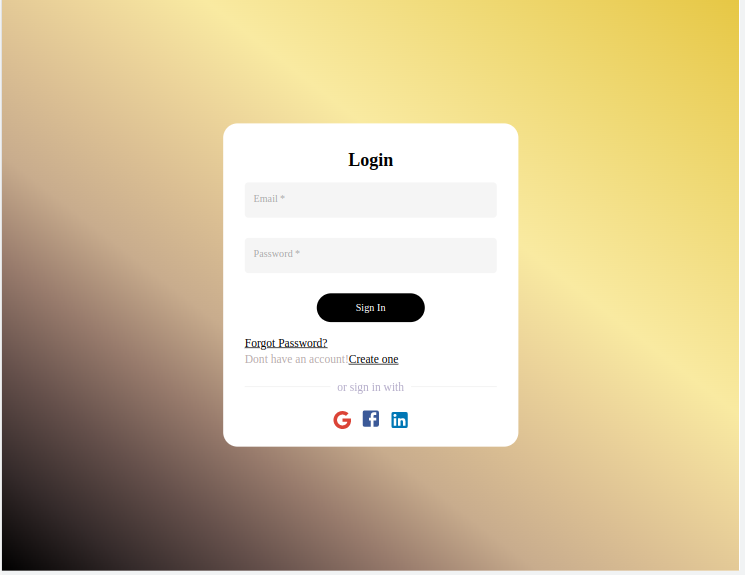 Login
Email *
Password *
Sign In
Forgot Password?
Dont have an account!Create one
or sign in with